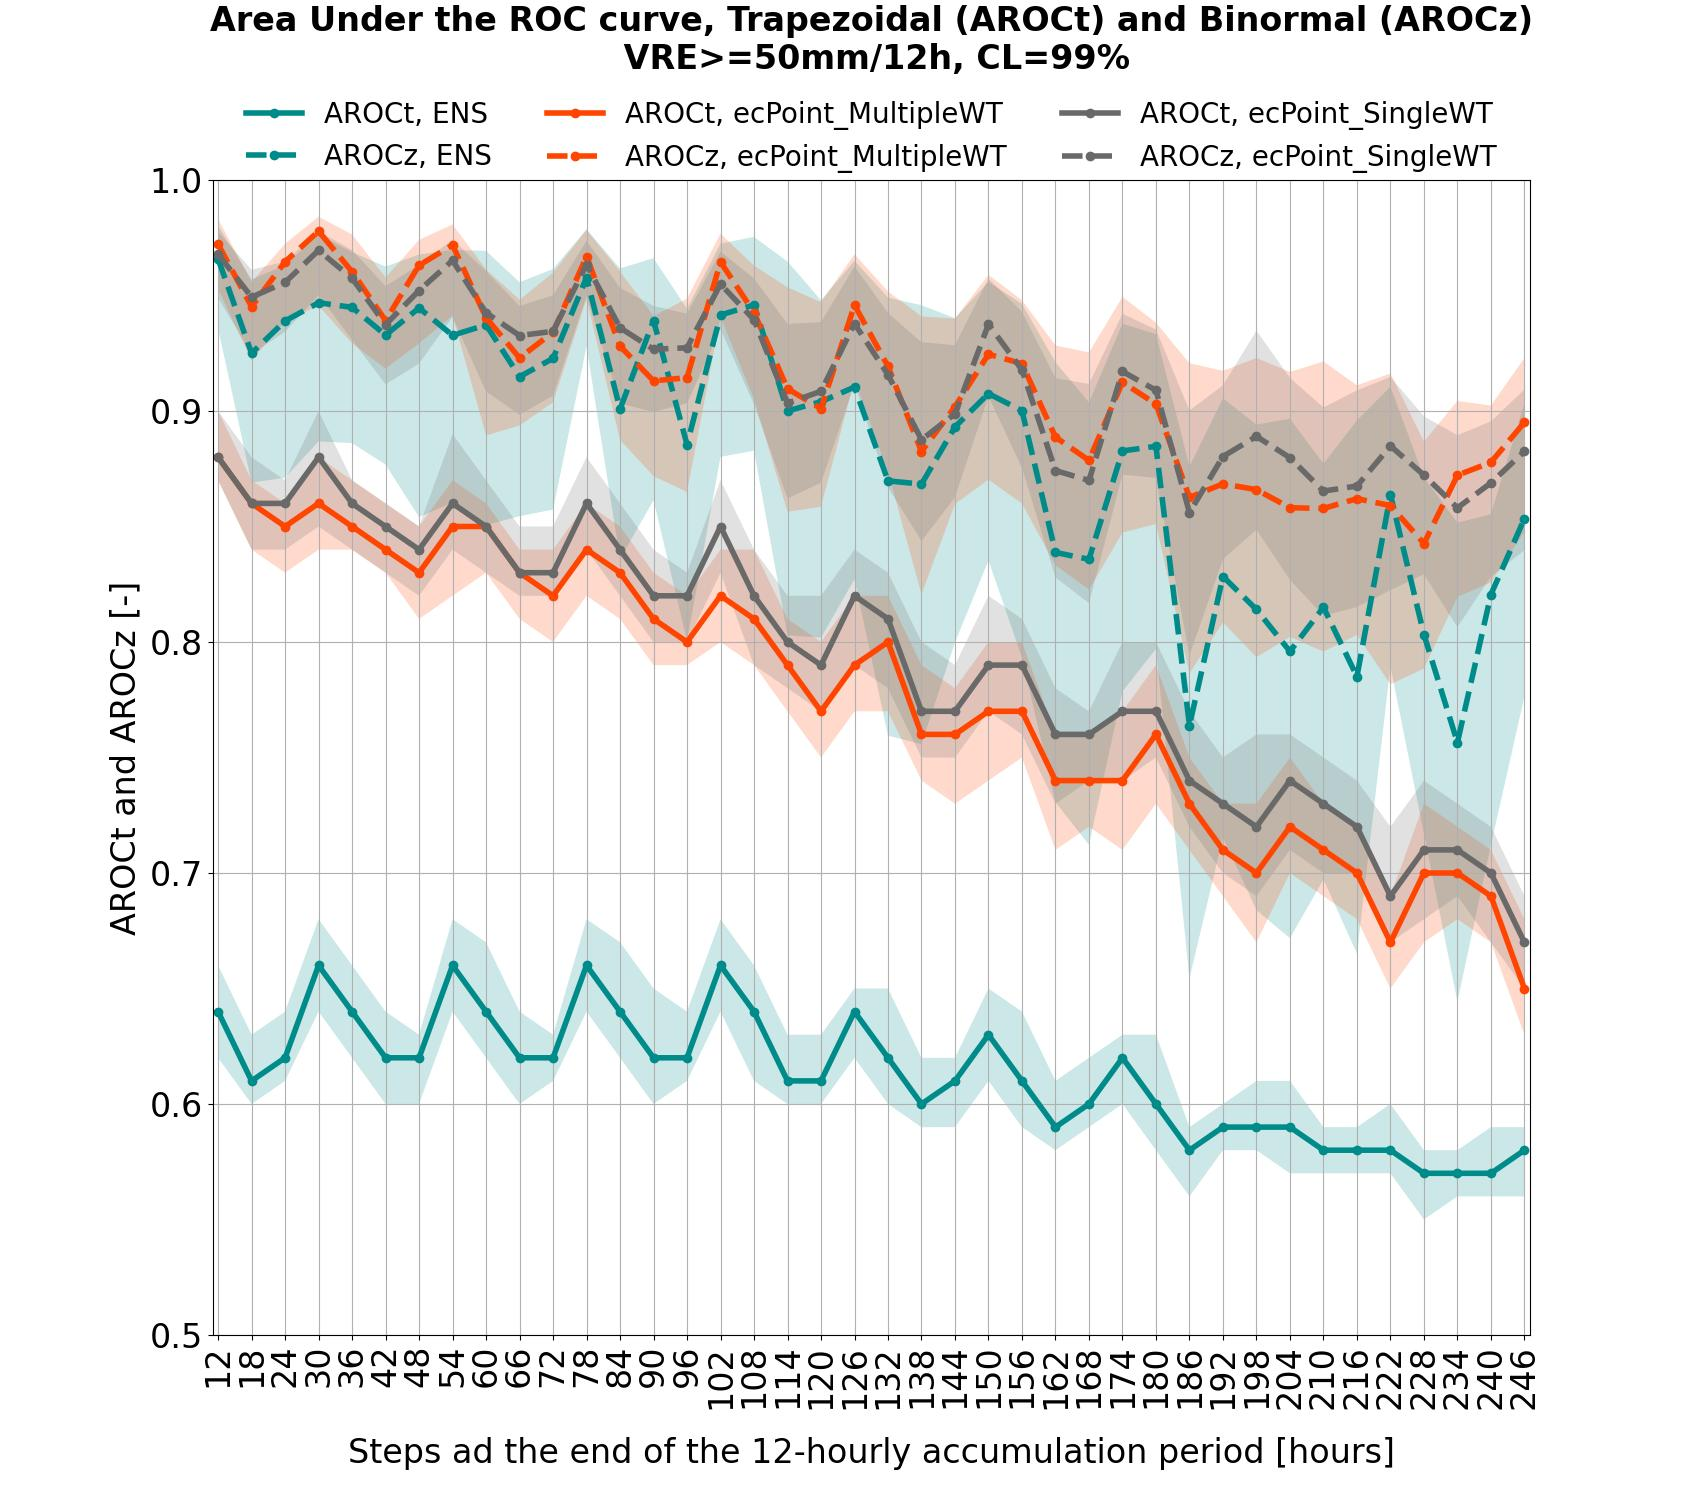 Area Under the ROC curve, Trapezoidal (AROCt) and Binormal (AROCz)
VRE>=50mm/12h, CL=99%
AROCt, ENS AROCt, ecPoint_MultipleWT AROCt, ecPoint_SingleWT
AROCz, ENS AROCz, ecPoint_MultipleWT AROCz, ecPoint_SingleWT
1.0
0.9
0.8
0.7
0.6
0.5
AROCt and AROCz [-]
12 18 24 30 36 42 48 54 60 66 72 78 84 90 96 102 108 114 120 126 132 138 144 150 156 162 168 174 180 186 192 198 204 210 216 222 228 234 240 246
Steps ad the end of the 12-hourly accumulation period [hours]